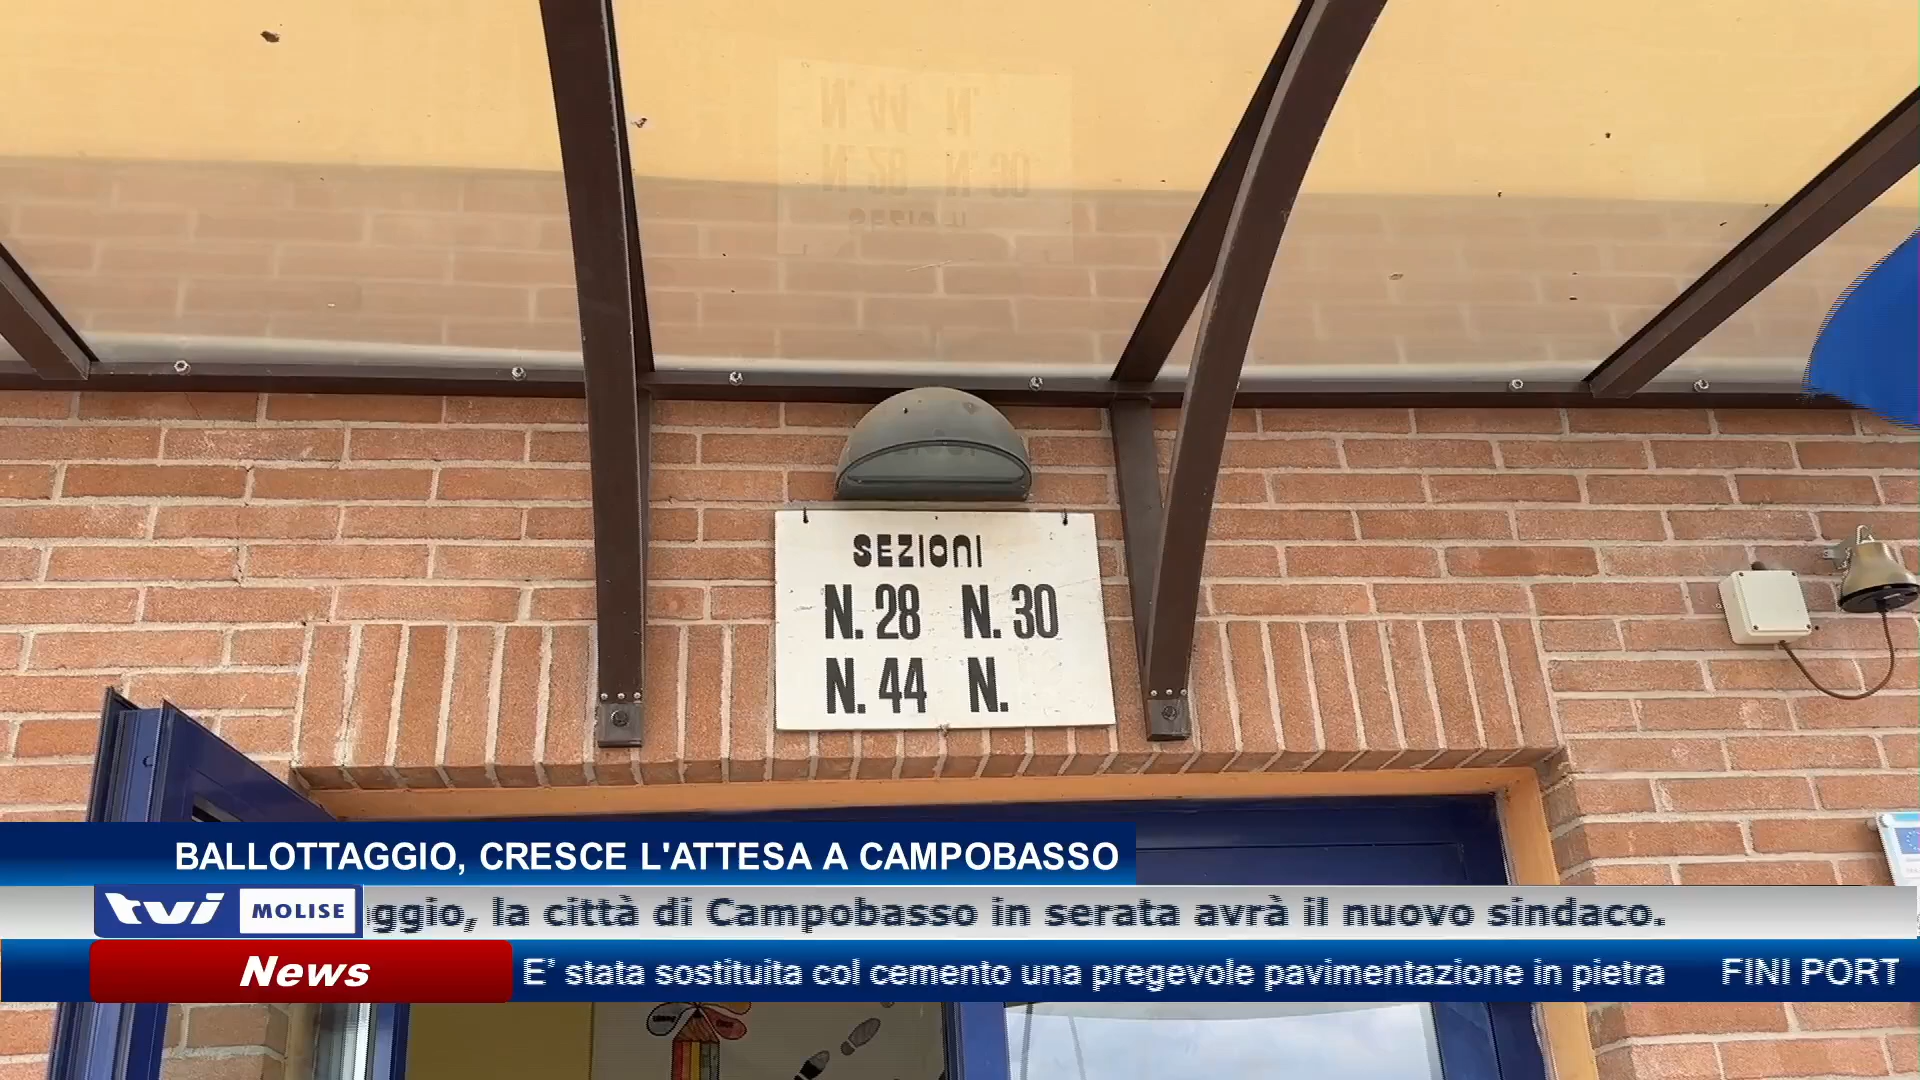 SEZIONI
N. 28 N. 30
N. 44 N.
BALLOTTAGGIO, CRESCE L'ATTESA A CAMPOBASSO
tvi MOLISE
ggio, la città di Campobasso in serata avrà il nuovo sindaco.
News
E' stata sostituita col cemento una pregevole pavimentazione in pietra FINI PORT